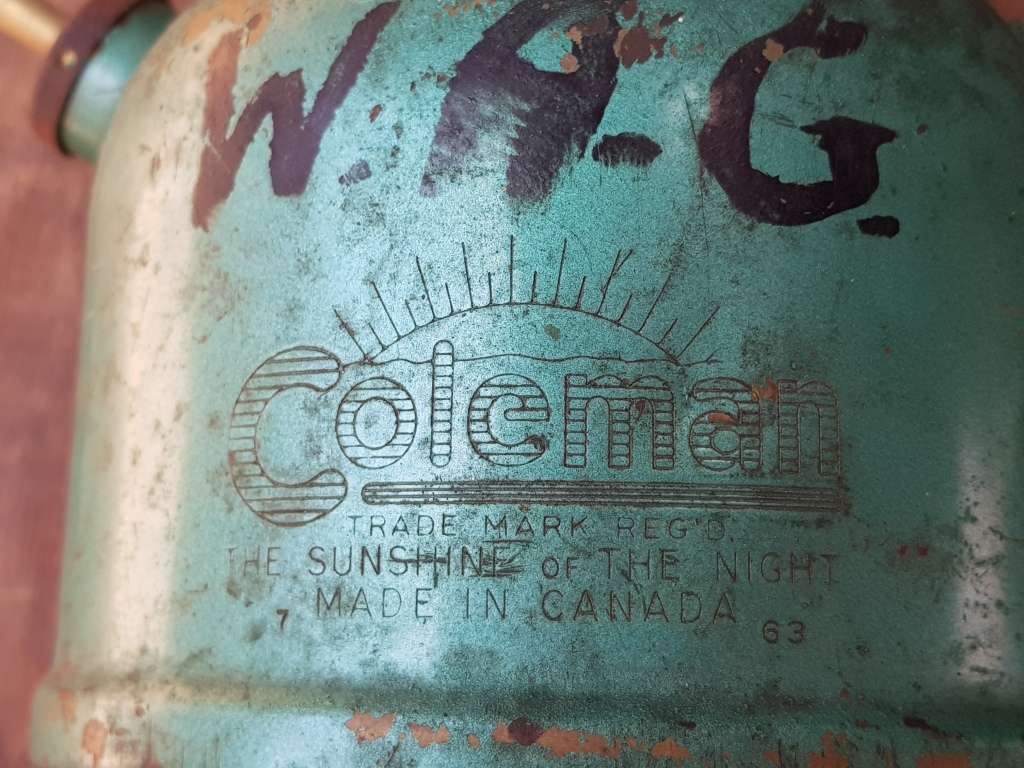 W.A.G.
Coleman
TRADE MARK REG'D.
THE SUNSHINE OF THE NIGHT
MADE IN CANADA
7 63